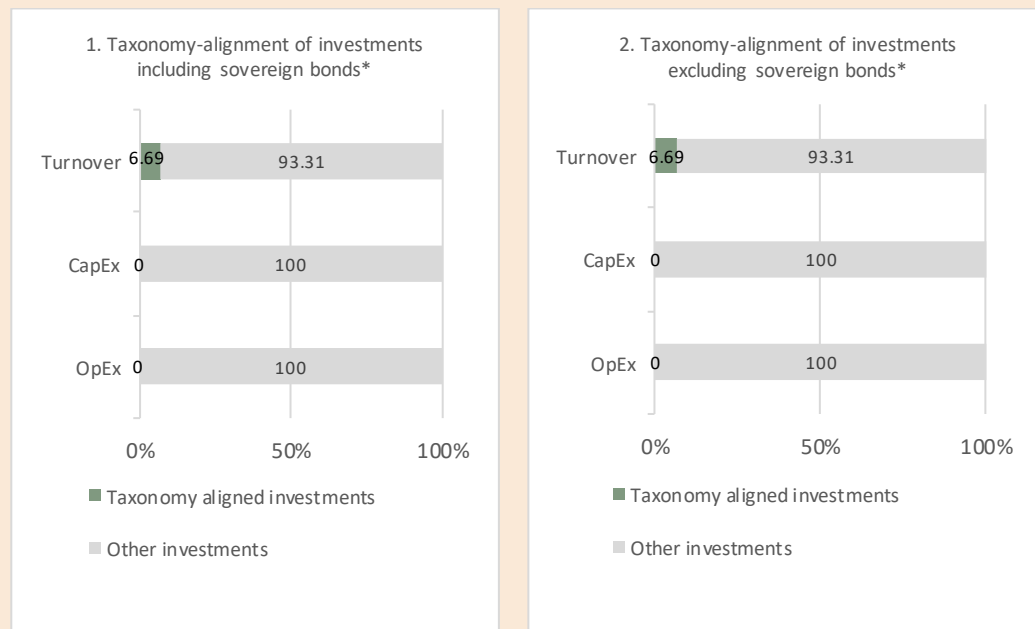 1. Taxonomy-alignment of investments
including sovereign bonds*
Turnover 6.69 93.31
CapEx 0 100
OpEx 0 100
0% 50% 100%
Taxonomy aligned investments
Other investments
2. Taxonomy-alignment of investments
excluding sovereign bonds*
Turnover 6.69 93.31
CapEx 0 100
OpEx 0 100
0% 50% 100%
Taxonomy aligned investments
Other investments